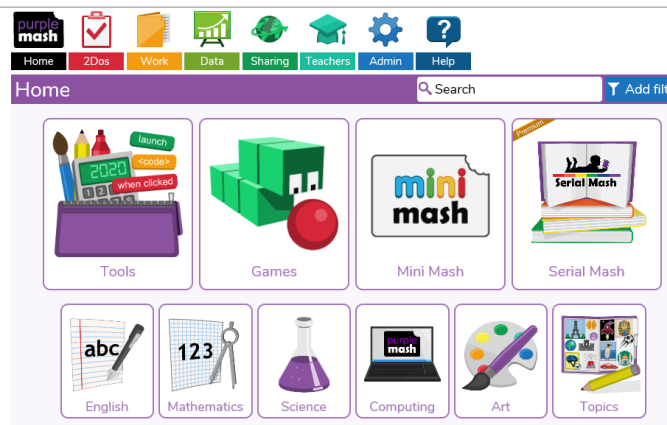 purple
mash
Home 2Dos Work Data Sharing Teachers Admin Help
Home Search Add filt
launch
<code>
when clicked
2020
1 2
Tools
Games
mini
mash
Mini Mash
Premium
Serial Mash
Serial Mash
abc
English
123
Mathematics
Science
purple
mash
Computing
Art
Topics